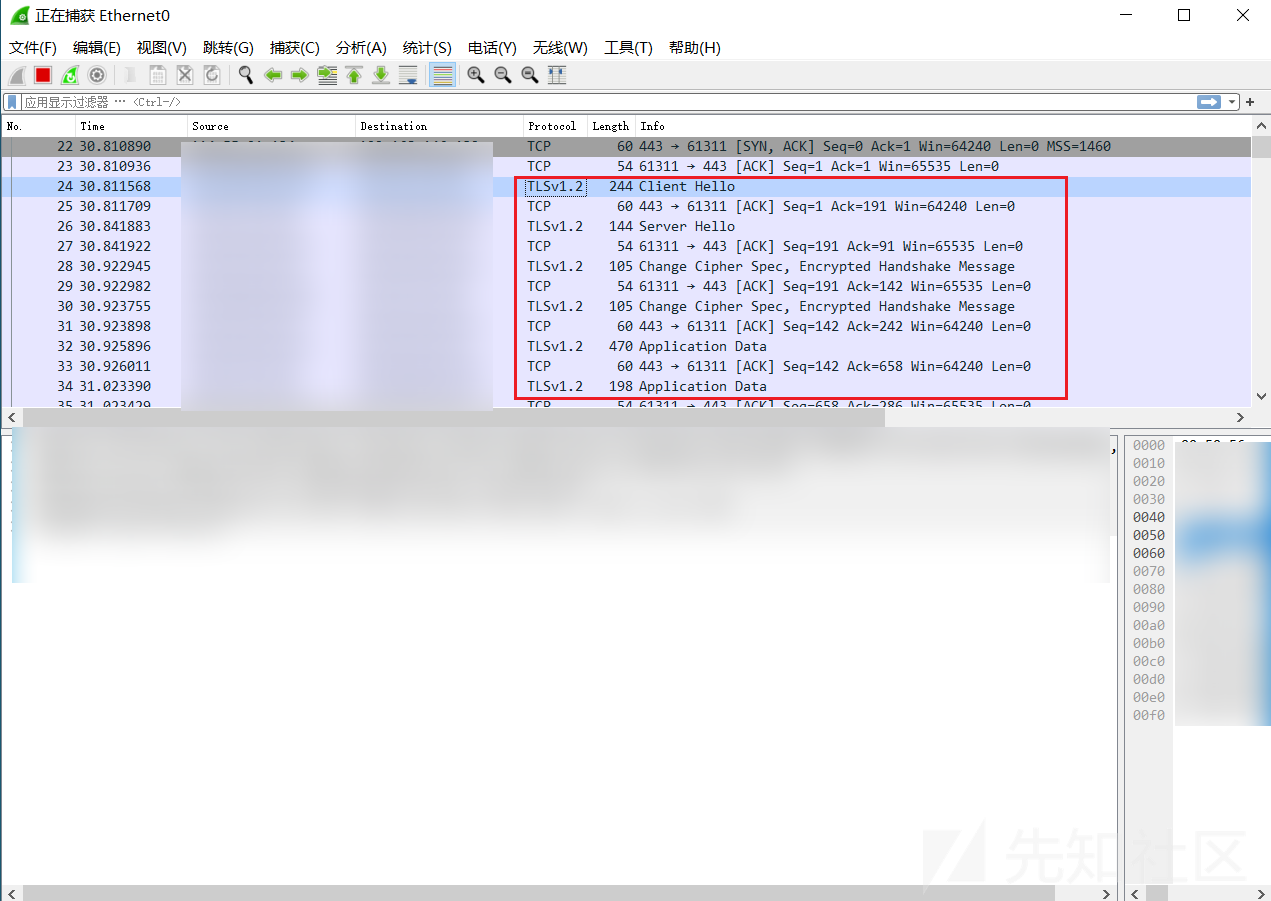 正在捕获 Ethernet0
文件(F) 编辑(E) 视图(V) 跳转(G) 捕获(C) 分析(A) 统计(S) 电话(Y) 无线(W) 工具(T) 帮助(H)
应用显示过滤器 … <Ctrl-/>
No. Time Source Destination Protocol Length Info
22 30.810890 TCP 60 443 → 61311 [SYN, ACK] Seq=0 Ack=1 Win=64240 Len=0 MSS=1460
23 30.810936 TCP 54 61311 → 443 [ACK] Seq=1 Ack=1 Win=65535 Len=0
24 30.811568 TLSv1.2 244 Client Hello
25 30.811709 TCP 60 443 → 61311 [ACK] Seq=1 Ack=191 Win=64240 Len=0
26 30.841883 TLSv1.2 144 Server Hello
27 30.841922 TCP 54 61311 → 443 [ACK] Seq=191 Ack=91 Win=65535 Len=0
28 30.922945 TLSv1.2 105 Change Cipher Spec, Encrypted Handshake Message
29 30.922982 TCP 54 61311 → 443 [ACK] Seq=191 Ack=142 Win=65535 Len=0
30 30.923755 TLSv1.2 105 Change Cipher Spec, Encrypted Handshake Message
31 30.923898 TCP 60 443 → 61311 [ACK] Seq=142 Ack=242 Win=64240 Len=0
32 30.925896 TLSv1.2 470 Application Data
33 30.926011 TCP 60 443 → 61311 [ACK] Seq=142 Ack=658 Win=64240 Len=0
34 31.023390 TLSv1.2 198 Application Data
35 31.023429 TCP 54 61311 → 443 [ACK] Seq=658 Ack=286 Win=65535 Len=0
0000
0010
0020
0030
0040
0050
0060
0070
0080
0090
00a0
00b0
00c0
00d0
00e0
00f0
先知社区